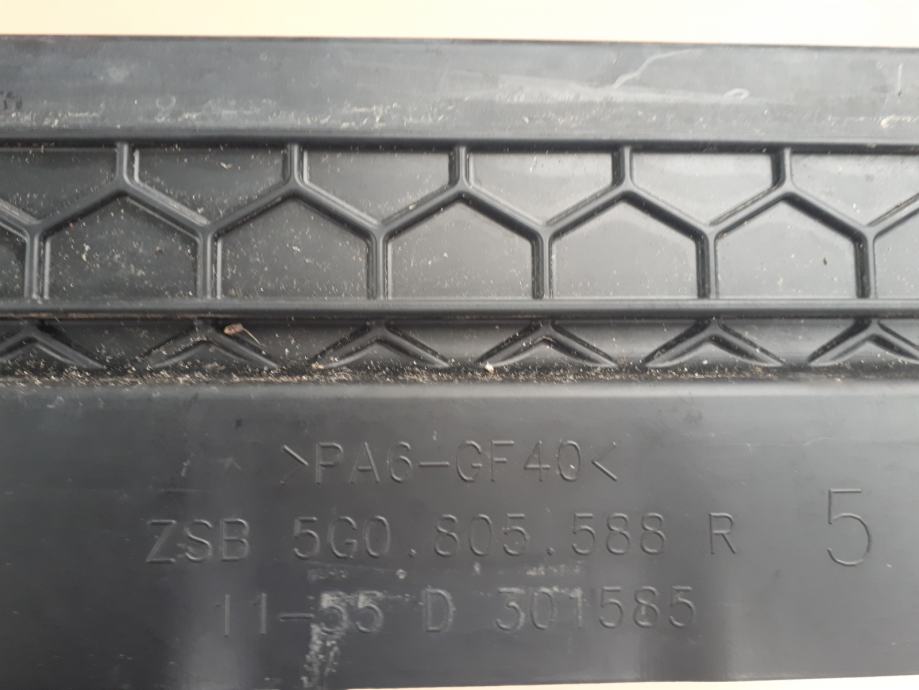 >PA6-GF40<
ZSB 5G0.805.588 R 5
11-55 D 301585